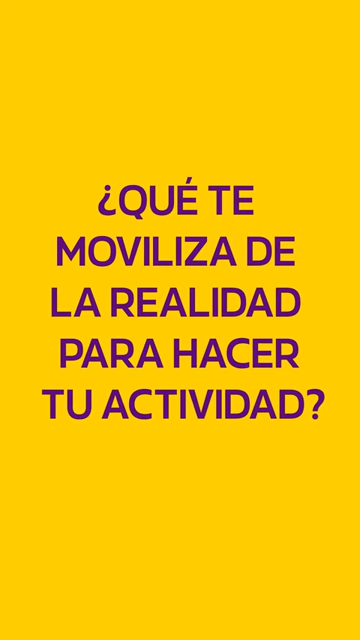 ¿QUÉ TE
MOVILIZA DE
LA REALIDAD
PARA HACER
TU ACTIVIDAD?